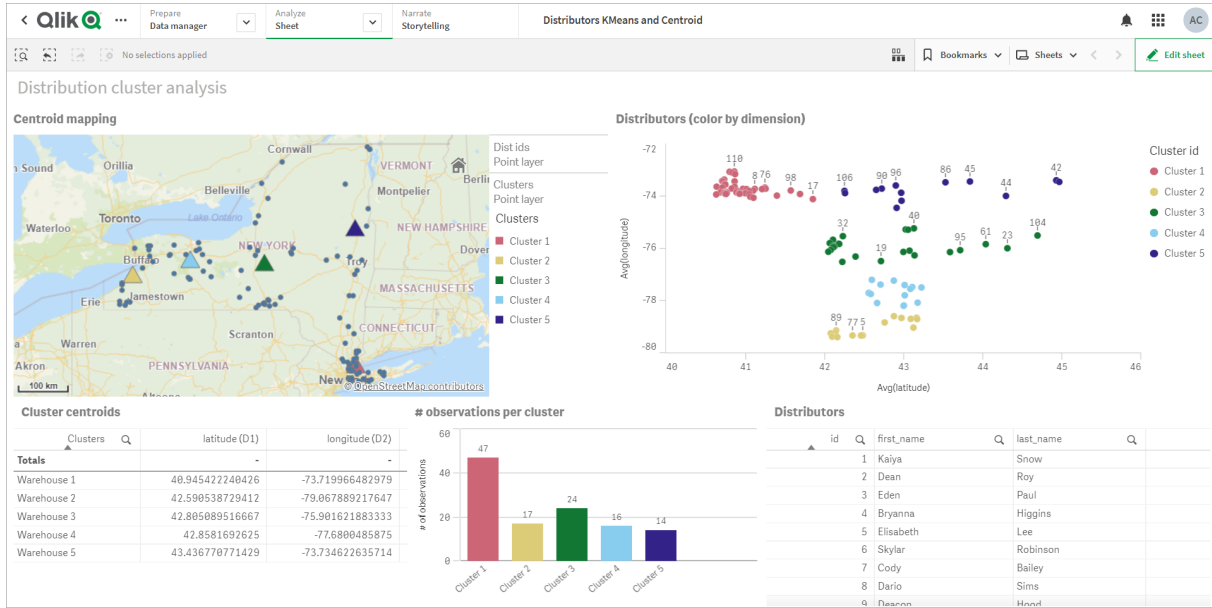 Qlik
Prepare
Data manager
Analyze
Sheet
Narrate
Storytelling
Distributors KMeans and Centroid
AC
No selections applied
Bookmarks
Sheets
Edit sheet
Distribution cluster analysis
Centroid mapping
n Sound
Orillia
Cornwall
VERMONT
Berlin
Montpelier
Belleville
Toronto
Lake Ontario
Waterloo
NEW HAMPSHIRE
NEW YORK
Dover
Buffalo
Troy
MASSACHUSETTS
Erie
Jamestown
CONNECTICUT
Scranton
Warren
a
Akron
PENNSYLVANIA
New
100 km
© OpenStreetMap contributors
Altoona
Dist ids
Point layer
Clusters
Point layer
Clusters
Cluster 1
Cluster 2
Cluster 3
Cluster 4
Cluster 5
Distributors (color by dimension)
-72
-74
-76
-78
-80
Avg(longitude)
110
8
76
98
17
106
90
96
86
45
44
42
32
40
19
95
61
23
104
89
77
5
40
41
42
43
44
45
46
Avg(latitude)
Cluster id
Cluster 1
Cluster 2
Cluster 3
Cluster 4
Cluster 5
Cluster centroids
Clusters latitude (D1) longitude (D2)
Totals - -
Warehouse 1 40.945422240426 -73.719966482979
Warehouse 2 42.590538729412 -79.067889217647
Warehouse 3 42.805089516667 -75.901621883333
Warehouse 4 42.8581692625 -77.6800485875
Warehouse 5 43.436770771429 -73.734622635714
# observations per cluster
# of observations
60
40
20
0
47
17
24
16
14
Cluster 1
Cluster 2
Cluster 3
Cluster 4
Cluster 5
Distributors
id first_name last_name
1 Kaiya Snow
2 Dean Roy
3 Eden Paul
4 Bryanna Higgins
5 Elisabeth Lee
6 Skylar Robinson
7 Cody Bailey
8 Dario Sims
9 Deacon Hood